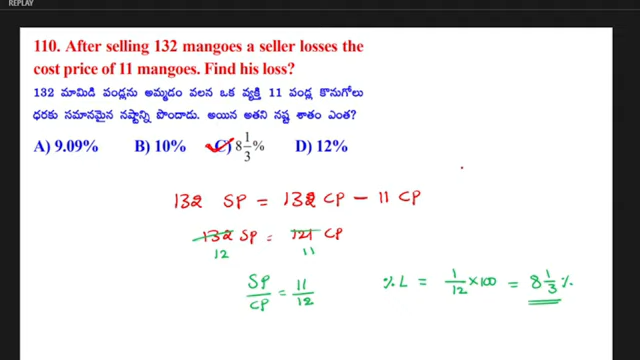 REPLAY
110. After selling 132 mangoes a seller losses the
cost price of 11 mangoes. Find his loss?
132 మామిడి పండ్లను అమ్మడం వలన ఒక వ్యక్తి 11 పండ్ల కొనుగోలు
ధరకు సమానమైన నష్టాన్ని పొందాడు. అయిన అతని నష్ట శాతం ఎంత?
A) 9.09% B) 10% C) 8 1/3 % D) 12%
132 SP = 132 CP - 11 CP
132 SP = 121 CP
12 11
SP/CP = 11/12
% L = 1/12 × 100 = 8 1/3 %